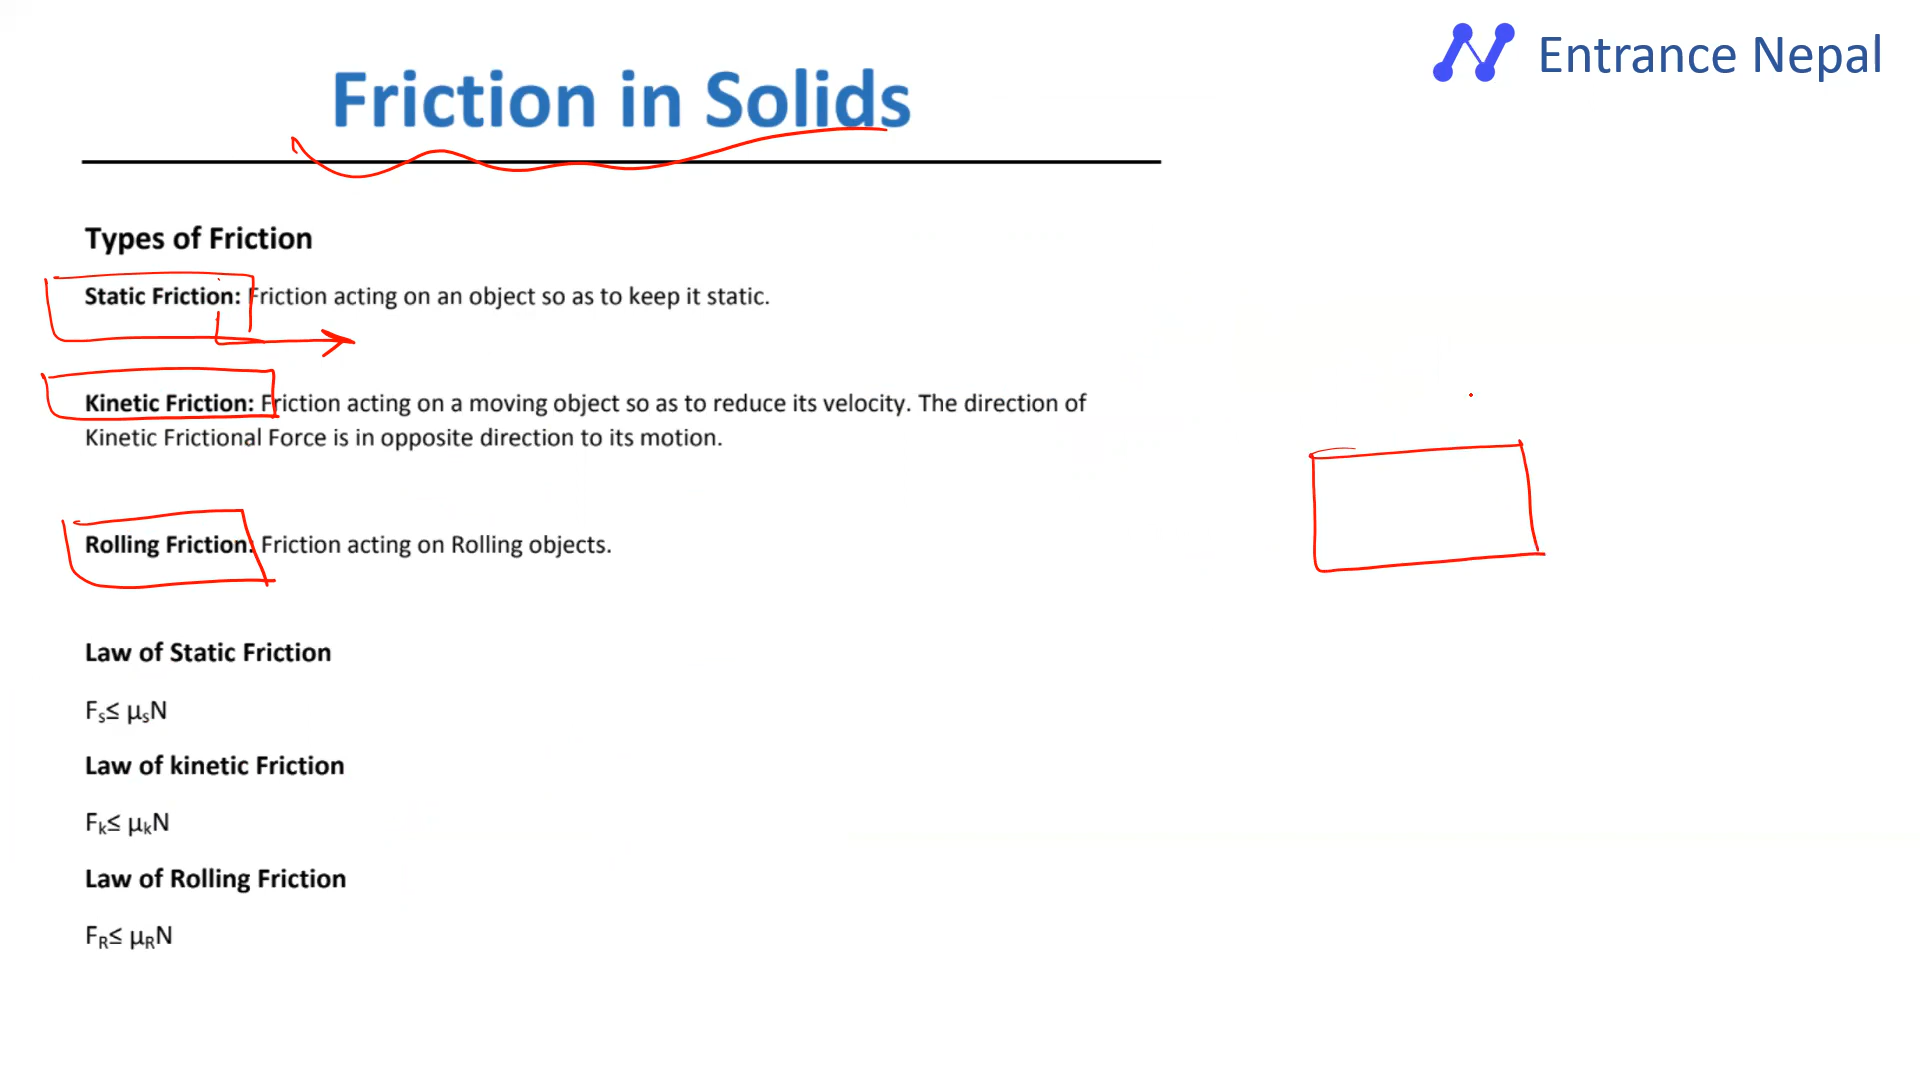 Entrance Nepal
Friction in Solids
Types of Friction
Static Friction: Friction acting on an object so as to keep it static.
Kinetic Friction: Friction acting on a moving object so as to reduce its velocity. The direction of
Kinetic Frictional Force is in opposite direction to its motion.
Rolling Friction: Friction acting on Rolling objects.
Law of Static Friction
Fₛ≤ µₛN
Law of kinetic Friction
Fₖ≤ µₖN
Law of Rolling Friction
F_R≤ µ_RN